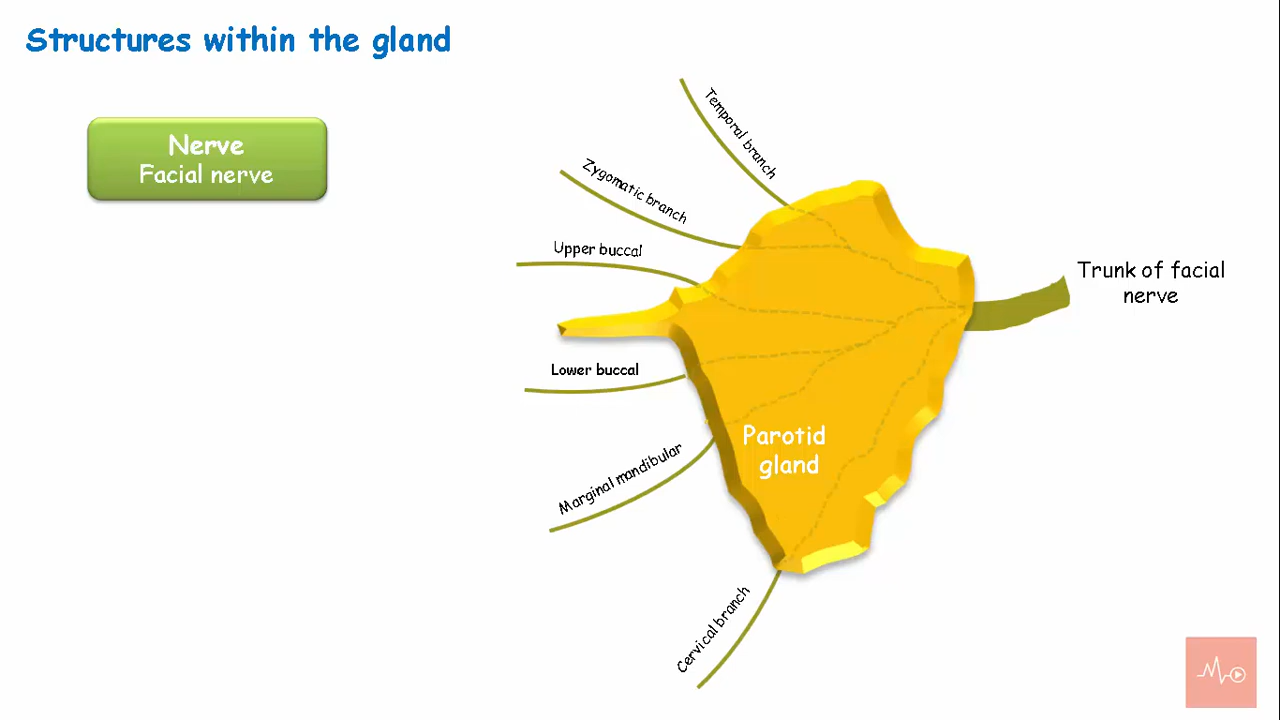 Structures within the gland
Nerve
Facial nerve
Temporal branch
Zygomatic branch
Upper buccal
Trunk of facial
nerve
Lower buccal
Parotid
gland
Marginal mandibular
Cervical branch